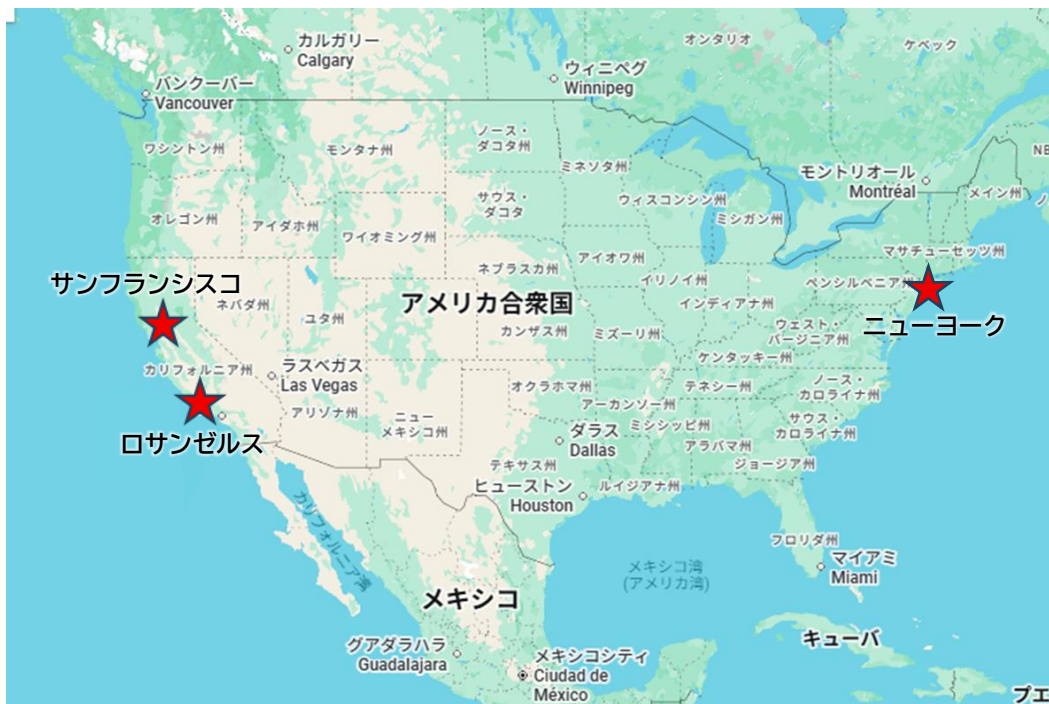 カルガリー
Calgary
オンタリオ
ケベック
ウィニペグ
Winnipeg
バンクーバー
Vancouver
ワシントン州
モンタナ州
ノース・
ダコタ州
ミネソタ州
モントリオール
Montréal
NB
メイン州
オレゴン州
アイダホ州
サウス・
ダコタ
ウィスコンシン州
ミシガン州
ワイオミング州
マサチューセッツ州
サンフランシスコ
ネブラスカ州
アイオワ州
イリノイ州
ペンシルベニア州
ネバダ州
ユタ州
アメリカ合衆国
インディアナ州
ニューヨーク
カンザス州
ミズーリ州
ウェスト・
バージニア州
ケンタッキー州
カリフォルニア州
ラスベガス
Las Vegas
オクラホマ州
テネシー州
ノース・
カロライナ州
アーカンソー州
アリゾナ州
ニュー
メキシコ州
ロサンゼルス
ダラス
Dallas
ミシシッピ州
アラバマ州
サウス・
カロライナ州
テキサス州
ジョージア州
ヒューストン
Houston
ルイジアナ州
カリフォルニア湾
フロリダ州
マイアミ
Miami
メキシコ湾
(アメリカ湾)
メキシコ
キューバ
グアダラハラ
Guadalajara
メキシコシティ
Ciudad de
México
プエ